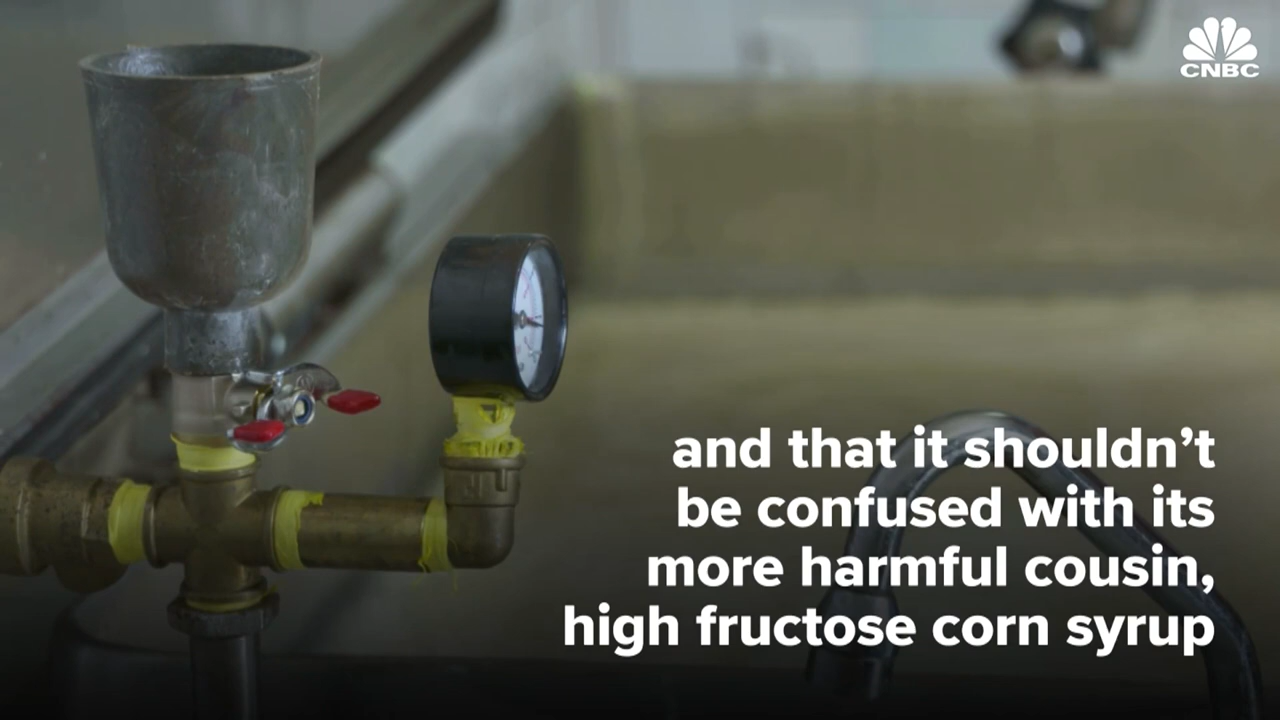 CNBC
and that it shouldn’t
be confused with its
more harmful cousin,
high fructose corn syrup